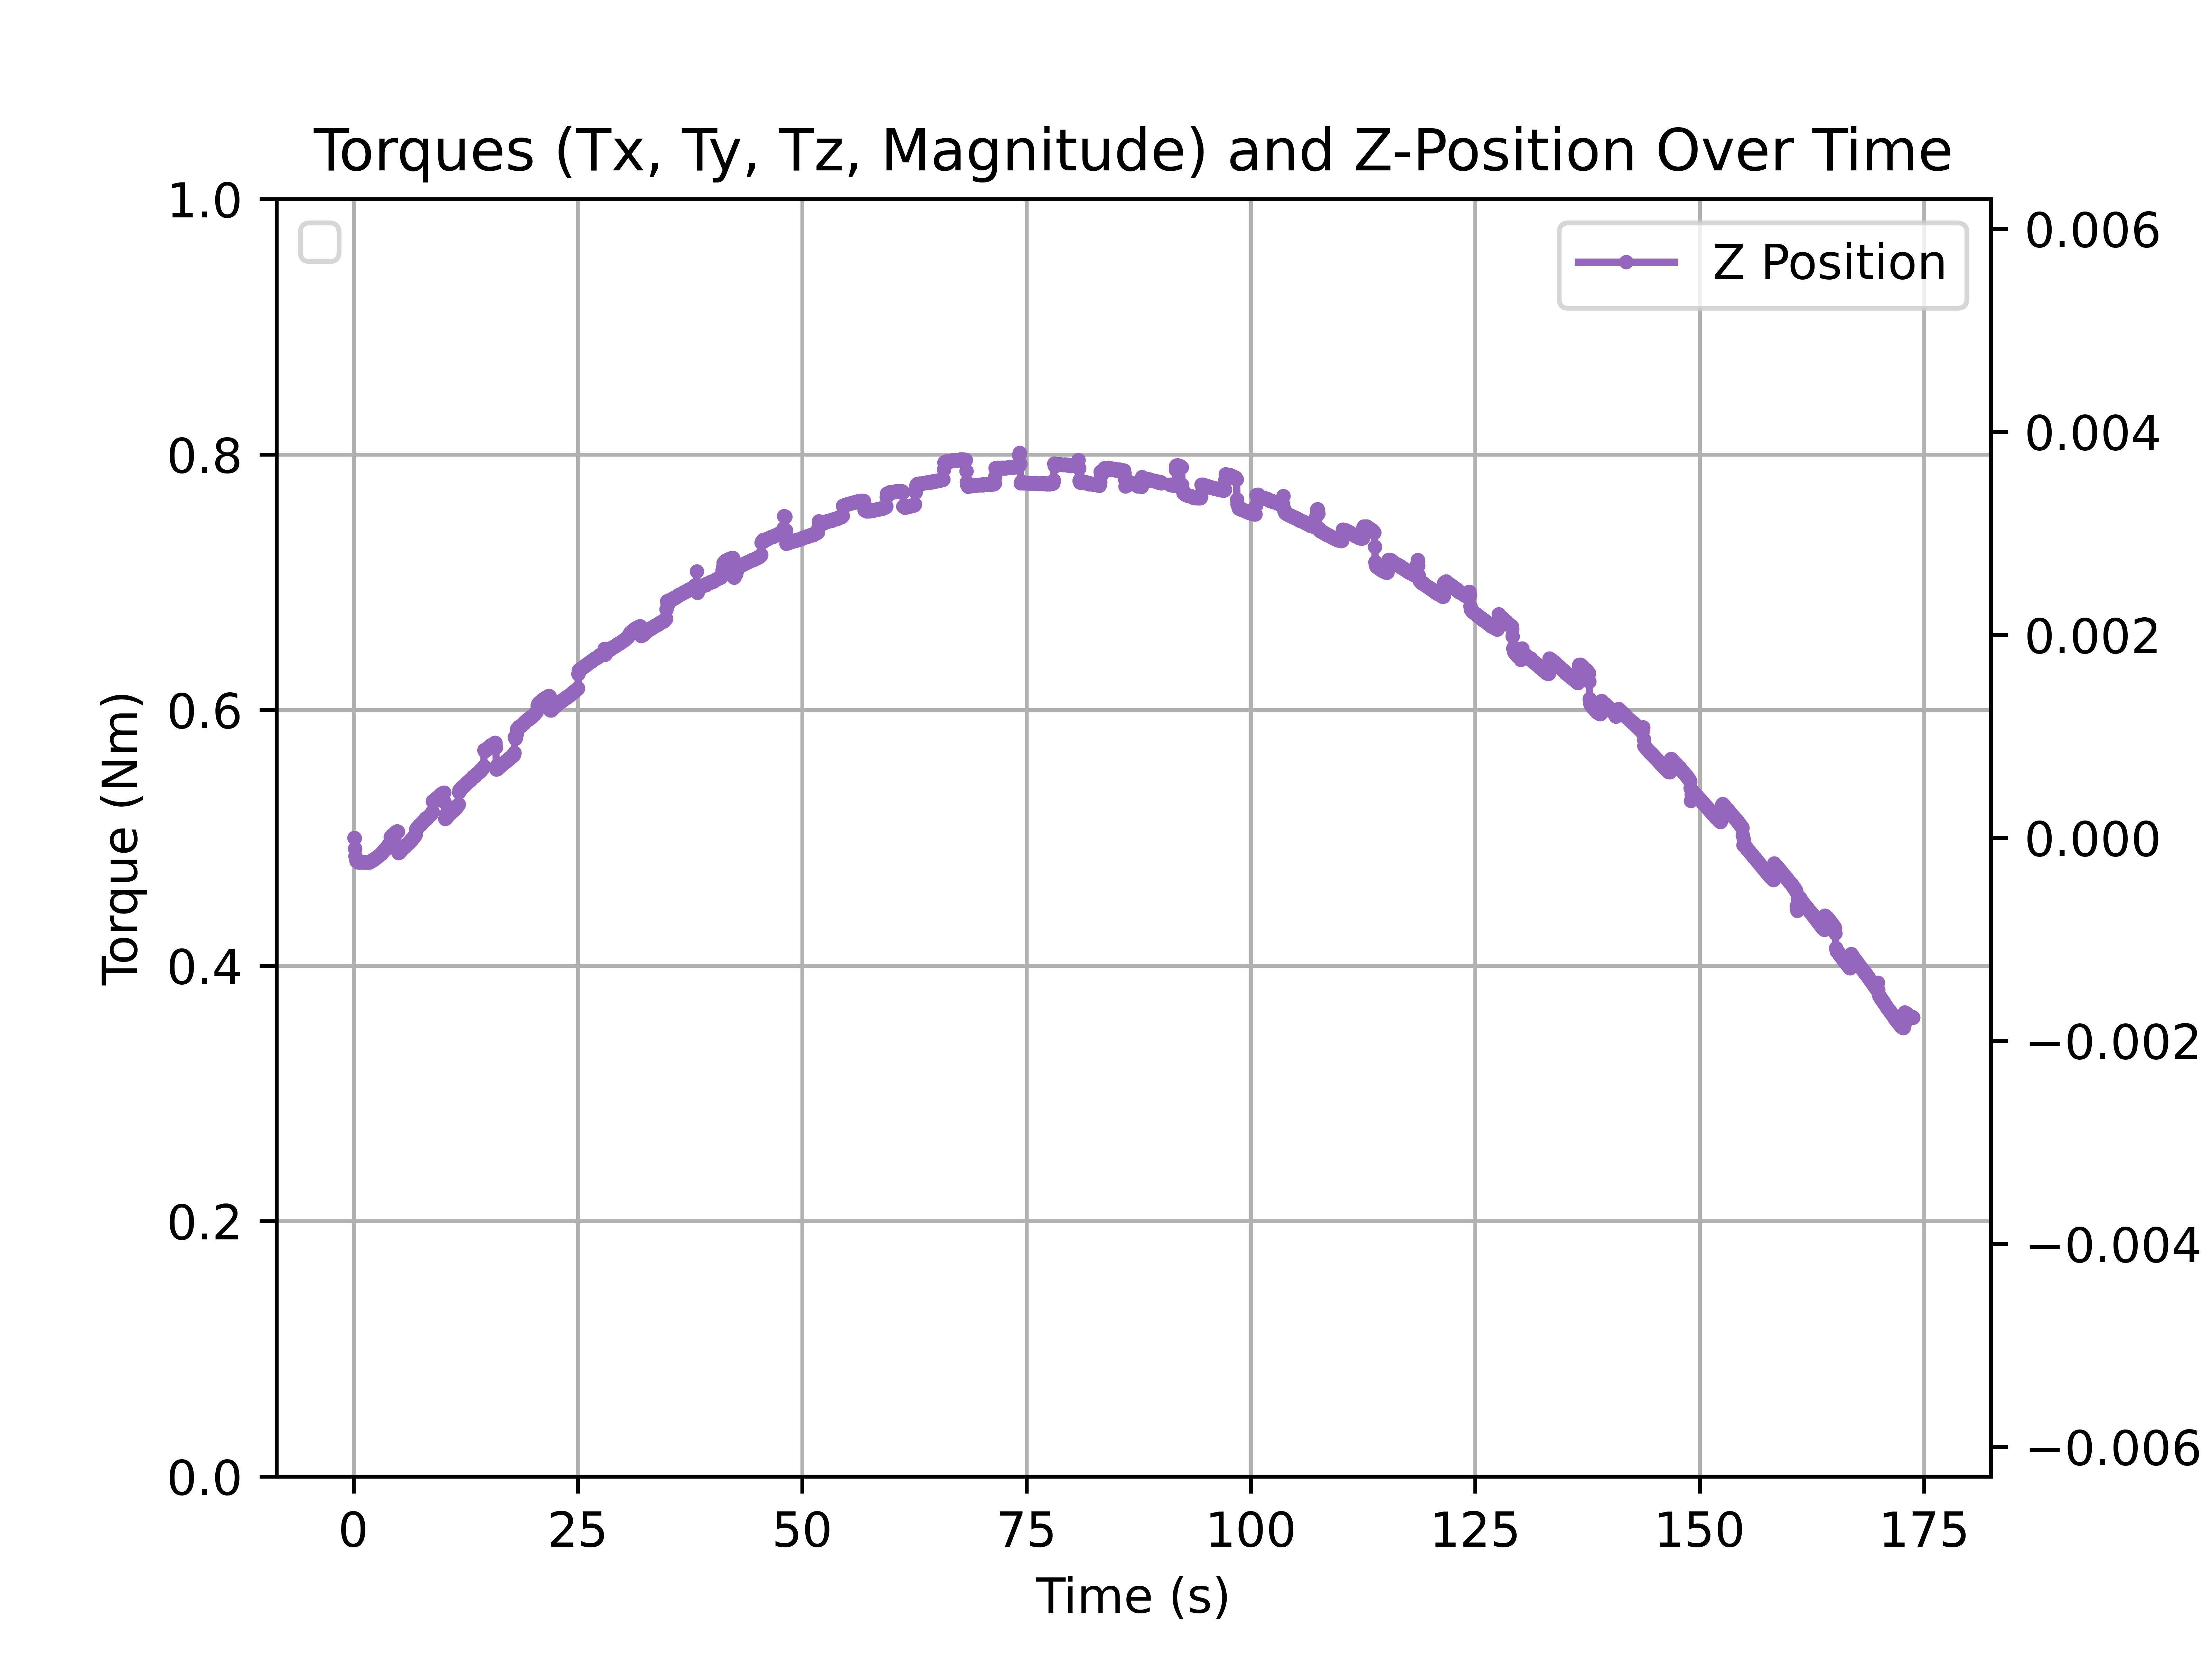 Torques (Tx, Ty, Tz, Magnitude) and Z-Position Over Time
Z Position
Torque (Nm)
1.0
0.8
0.6
0.4
0.2
0.0
0.006
0.004
0.002
0.000
−0.002
−0.004
−0.006
0 25 50 75 100 125 150 175
Time (s)